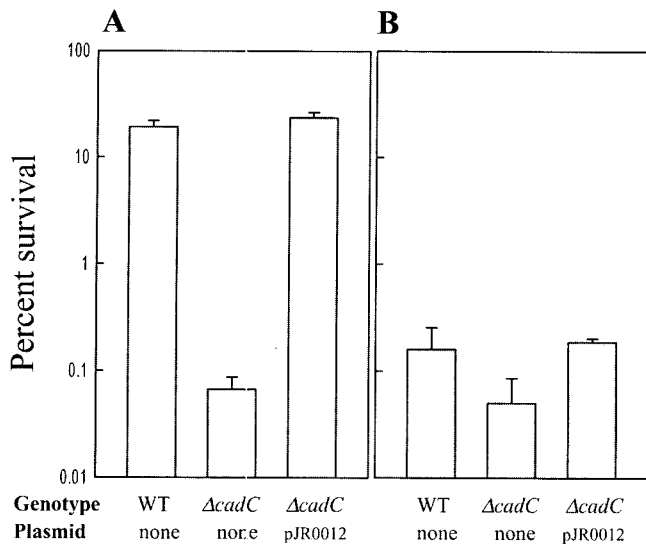 A
B
100
10
1
0.1
0.01
Percent survival
Genotype WT ΔcadC ΔcadC WT ΔcadC ΔcadC
Plasmid none nor.e pJR0012 none none pJR0012